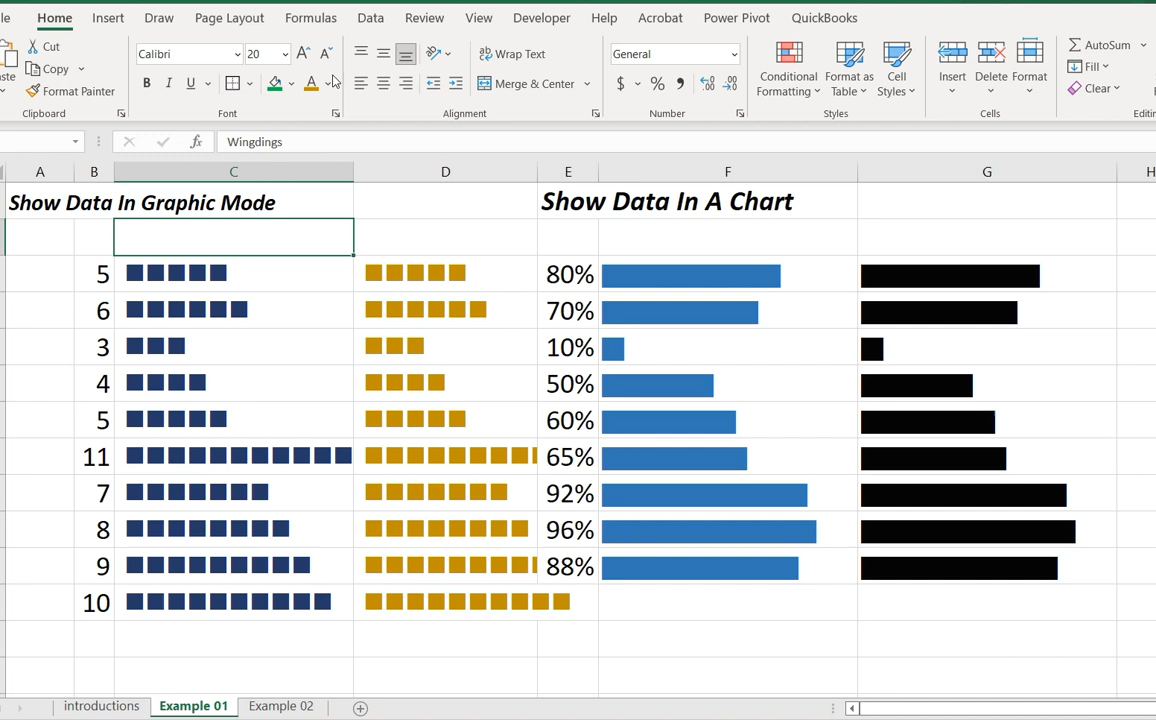 le Home Insert Draw Page Layout Formulas Data Review View Developer Help Acrobat Power Pivot QuickBooks
Cut
Copy
Format Painter
Clipboard
Calibri 20
B I U
Font
Wrap Text
Merge & Center
Alignment
General
$ %
Number
Conditional Formatting
Format as Table
Cell Styles
Styles
Insert Delete Format
Cells
AutoSum
Fill
Clear
Wingdings
A B C D E F G H
Show Data In Graphic Mode Show Data In A Chart
5 80%
6 70%
3 10%
4 50%
5 60%
11 65%
7 92%
8 96%
9 88%
10
introductions Example 01 Example 02